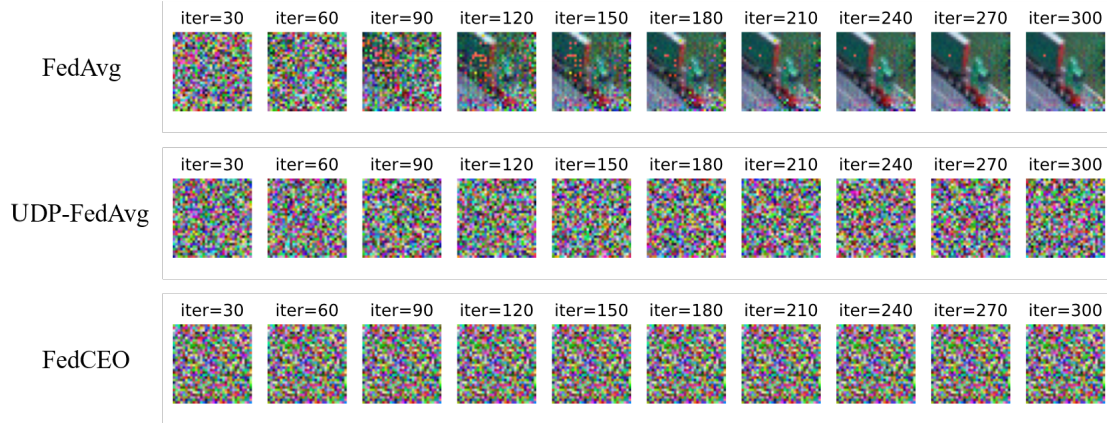 iter=30 iter=60 iter=90 iter=120 iter=150 iter=180 iter=210 iter=240 iter=270 iter=300
FedAvg
iter=30 iter=60 iter=90 iter=120 iter=150 iter=180 iter=210 iter=240 iter=270 iter=300
UDP-FedAvg
iter=30 iter=60 iter=90 iter=120 iter=150 iter=180 iter=210 iter=240 iter=270 iter=300
FedCEO